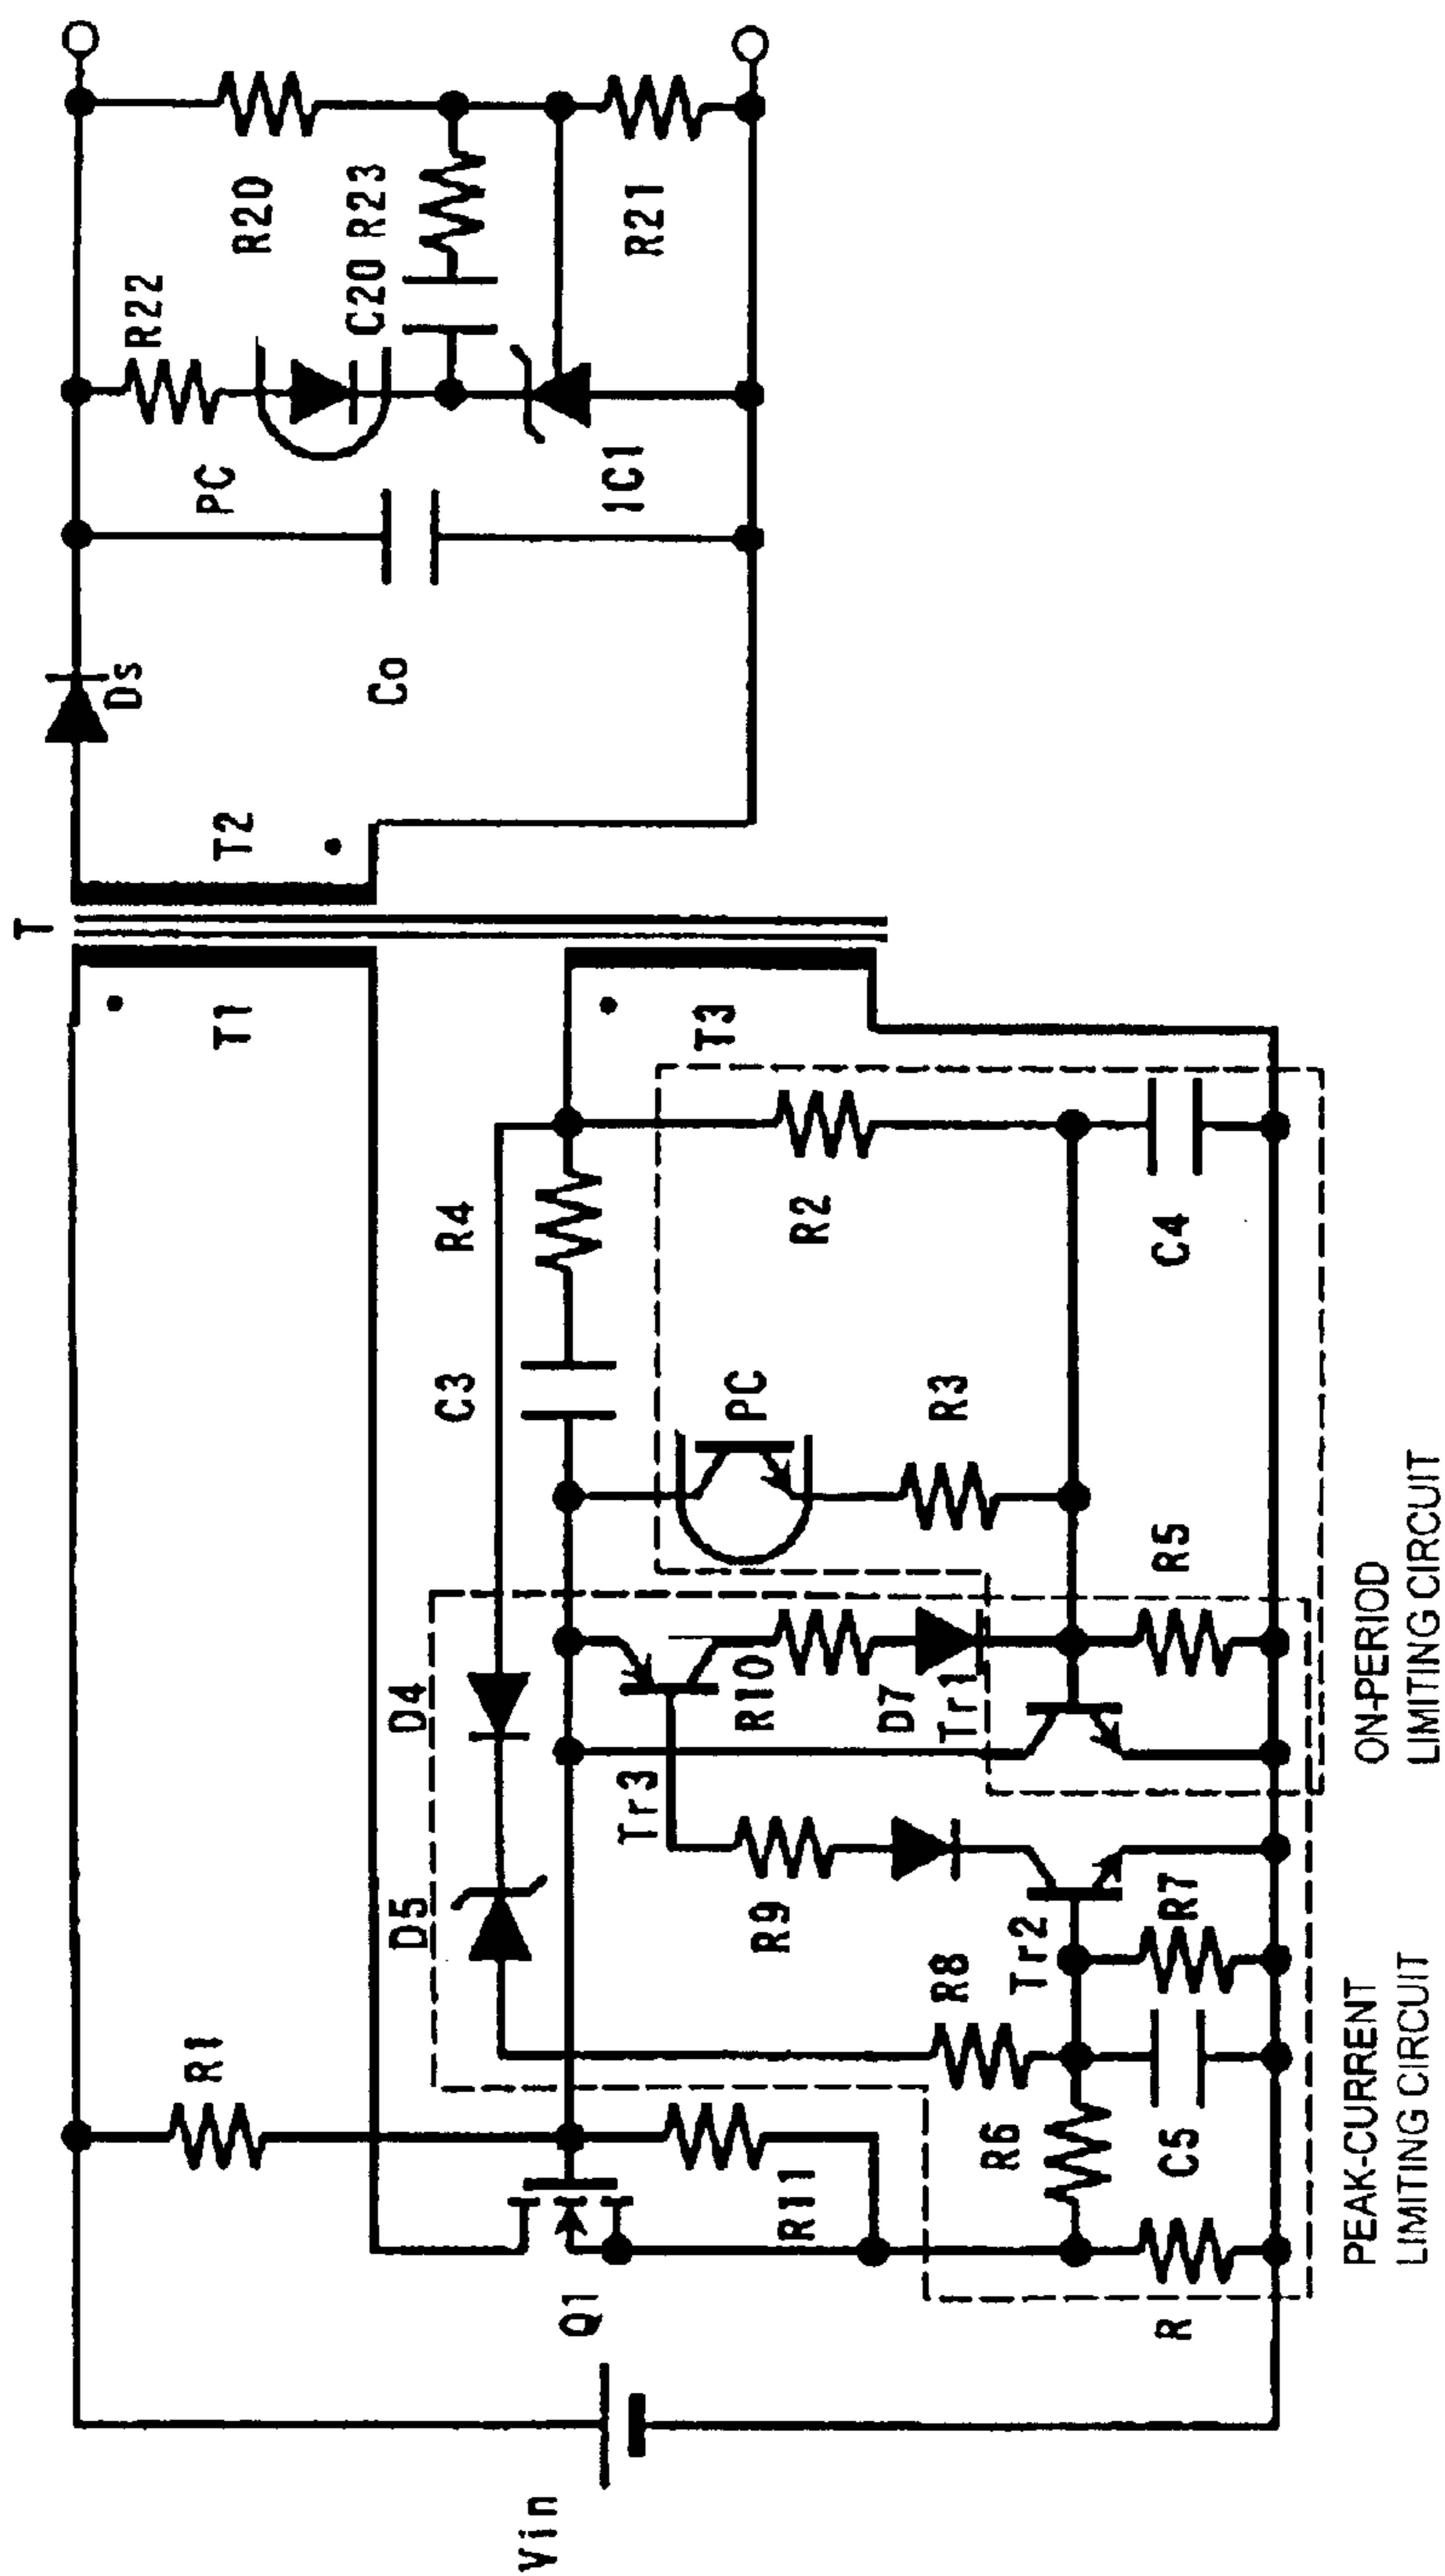 T
T1
T2
T3
Ds
Co
PC
R22
R20
C20 R23
IC1
R21
Vin
R1
Q1
R11
D5
D4
C3
R4
Tr3
R10
D7
Tr1
PC
R3
R2
C4
R5
R9
R8
Tr2
R7
R6
C5
R
PEAK-CURRENT
LIMITING CIRCUIT
ON-PERIOD
LIMITING CIRCUIT